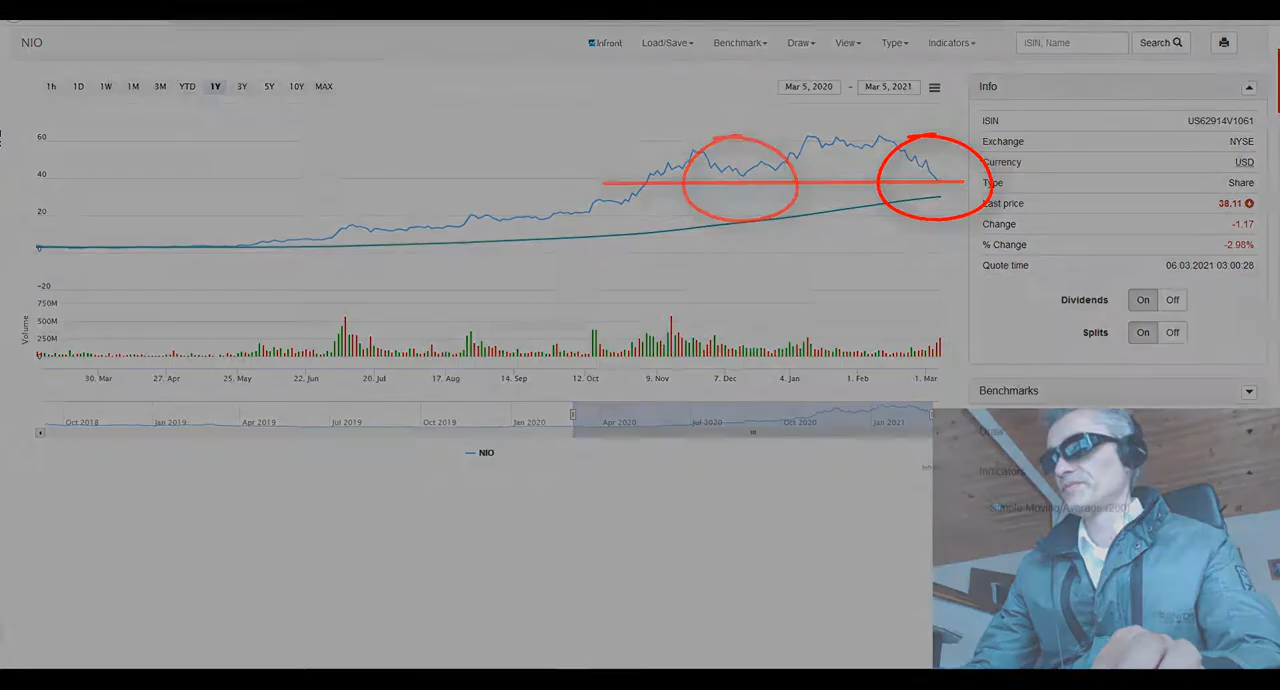 NIO
Infront Load/Save Benchmark Draw View Type Indicators ISIN, Name Search
1h 1D 1W 1M 3M YTD 1Y 3Y 5Y 10Y MAX Mar 5, 2020 - Mar 5, 2021
Info
ISIN US62914V1061
Exchange NYSE
Currency USD
Type Share
Last price 38.11
Change -1.17
% Change -2.98%
Quote time 06.03.2021 03:00:28
Dividends On Off
Splits On Off
Benchmarks
Indicators
Simple Moving Average (200)
60
40
20
0
-20
750M
500M
250M
Volume
30. Mar 27. Apr 25. May 22. Jun 20. Jul 17. Aug 14. Sep 12. Oct 9. Nov 7. Dec 4. Jan 1. Feb 1. Mar
Oct 2018 Jan 2019 Apr 2019 Jul 2019 Oct 2019 Jan 2020 Apr 2020 Jul 2020 Oct 2020 Jan 2021
NIO